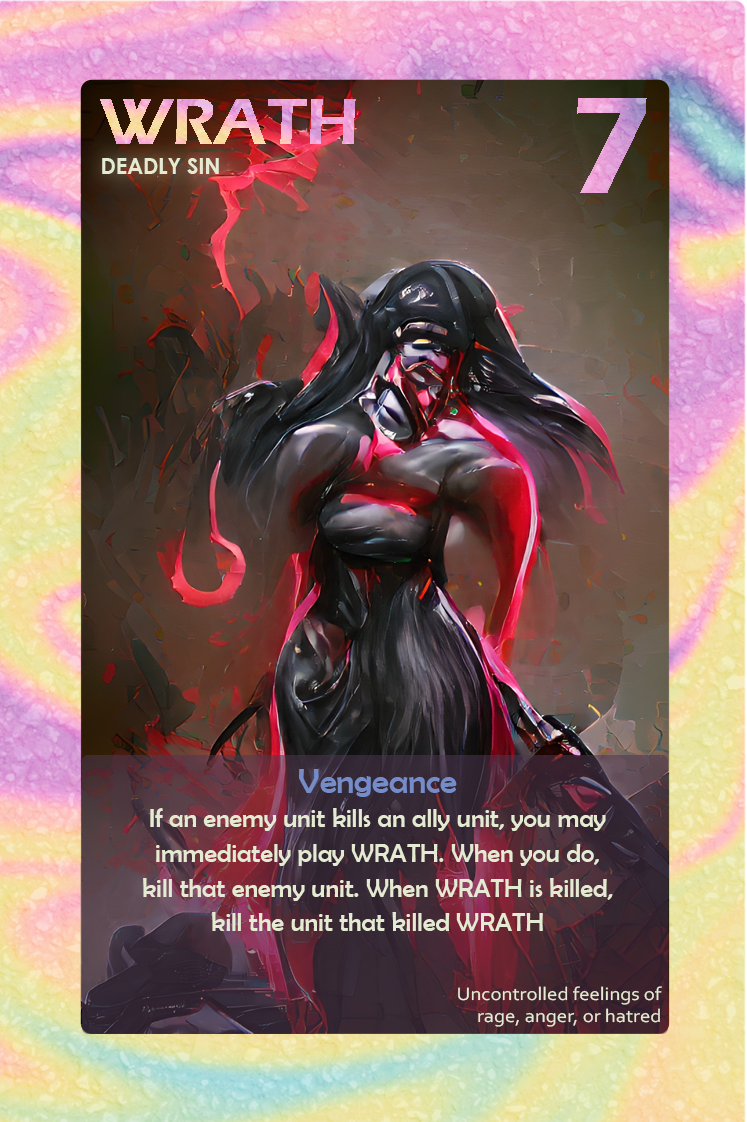 WRATH
7
DEADLY SIN
Vengeance
If an enemy unit kills an ally unit, you may
immediately play WRATH. When you do,
kill that enemy unit. When WRATH is killed,
kill the unit that killed WRATH
Uncontrolled feelings of
rage, anger, or hatred